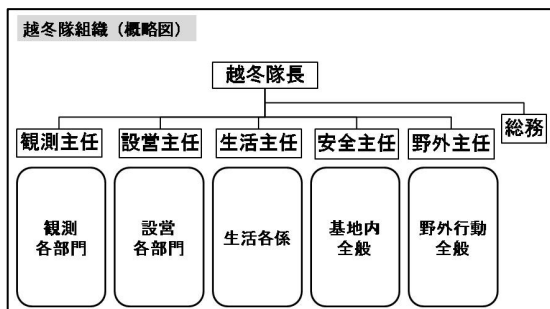 越冬隊組織（概略図）
越冬隊長
総務
観測主任
設営主任
生活主任
安全主任
野外主任
観測
各部門
設営
各部門
生活各係
基地内
全般
野外行動
全般